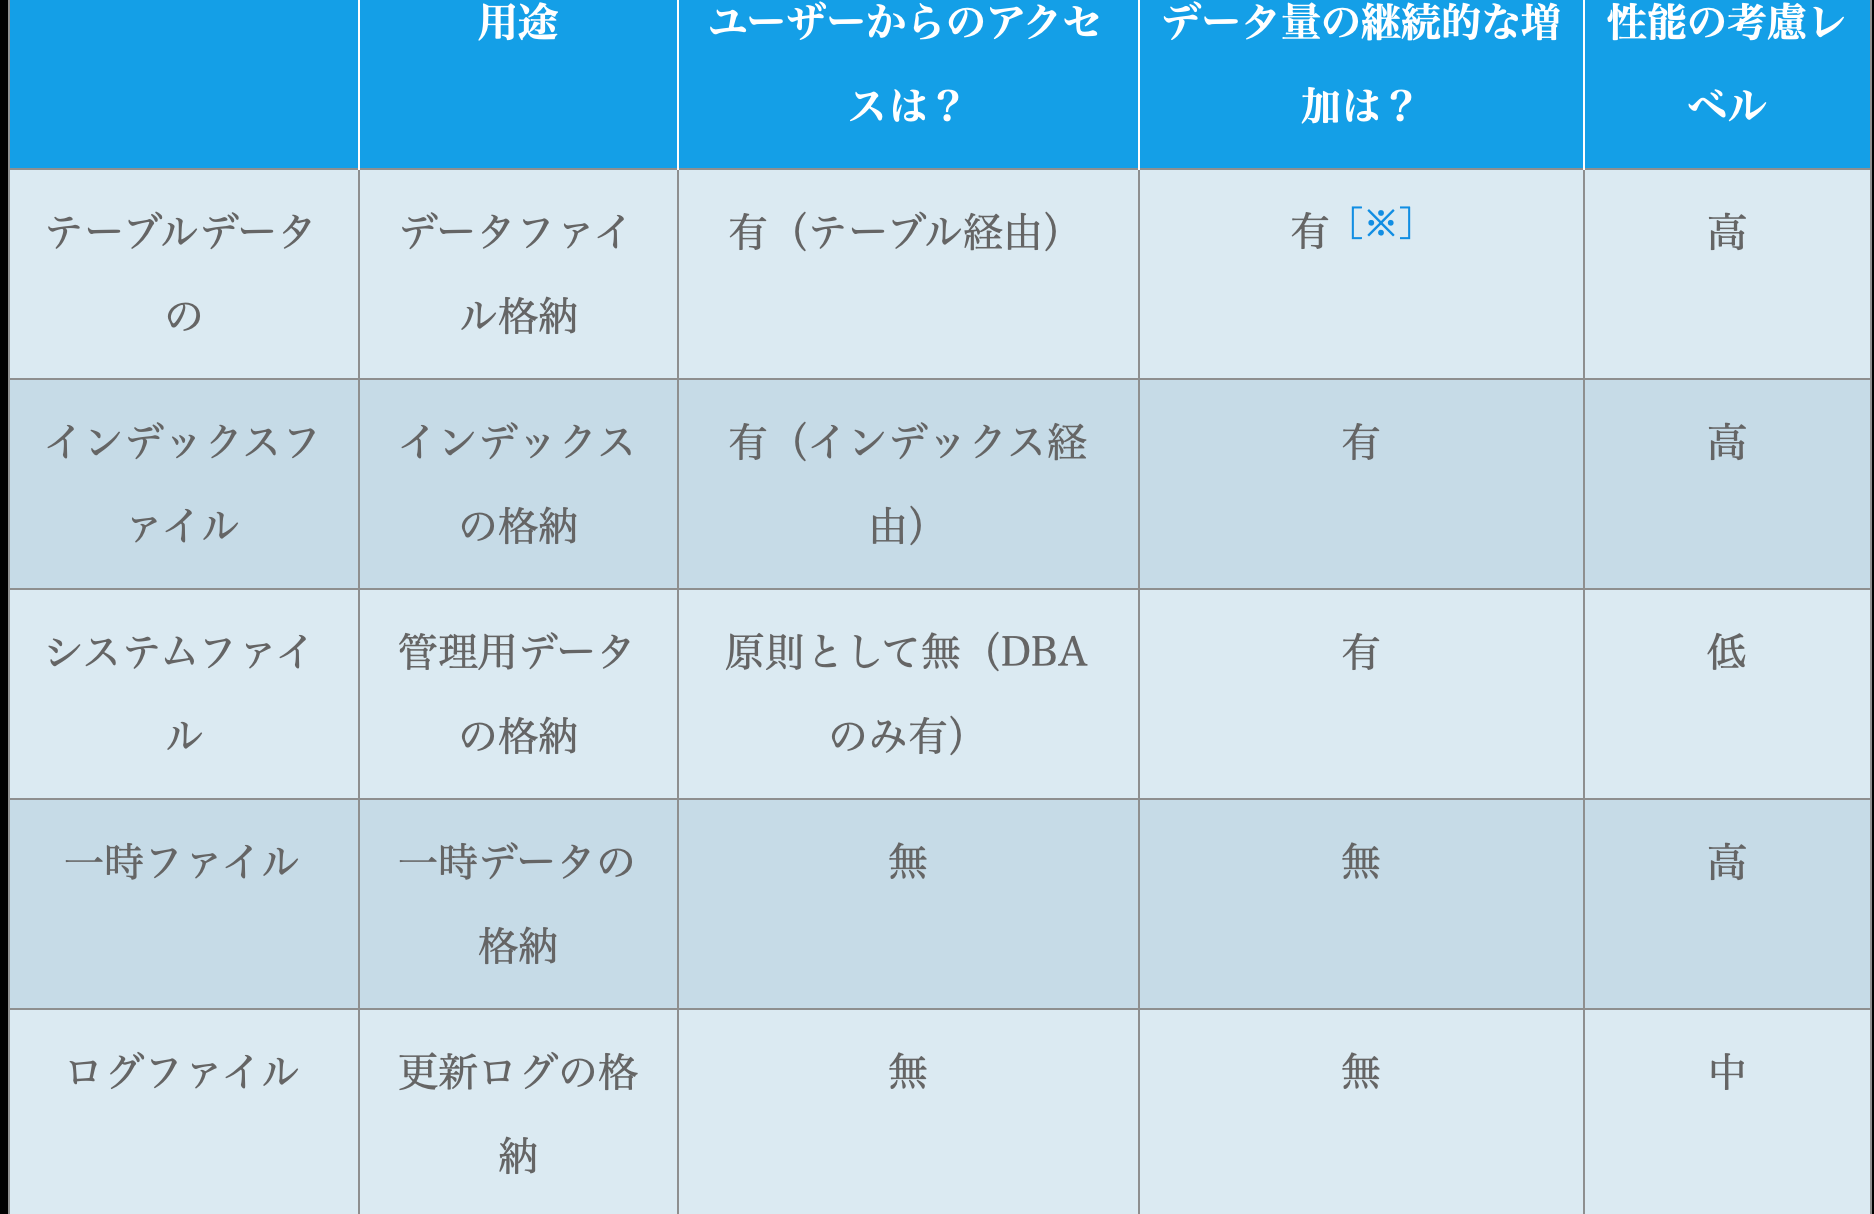 用途
ユーザーからのアクセ
スは？
データ量の継続的な増
加は？
性能の考慮レ
ベル
テーブルデータ
の
データファイ
ル格納
有（テーブル経由）
有［※］
高
インデックスフ
ァイル
インデックス
の格納
有（インデックス経
由）
有
高
システムファイ
ル
管理用データ
の格納
原則として無（DBA
のみ有）
有
低
一時ファイル
一時データの
格納
無
無
高
ログファイル
更新ログの格
納
無
無
中